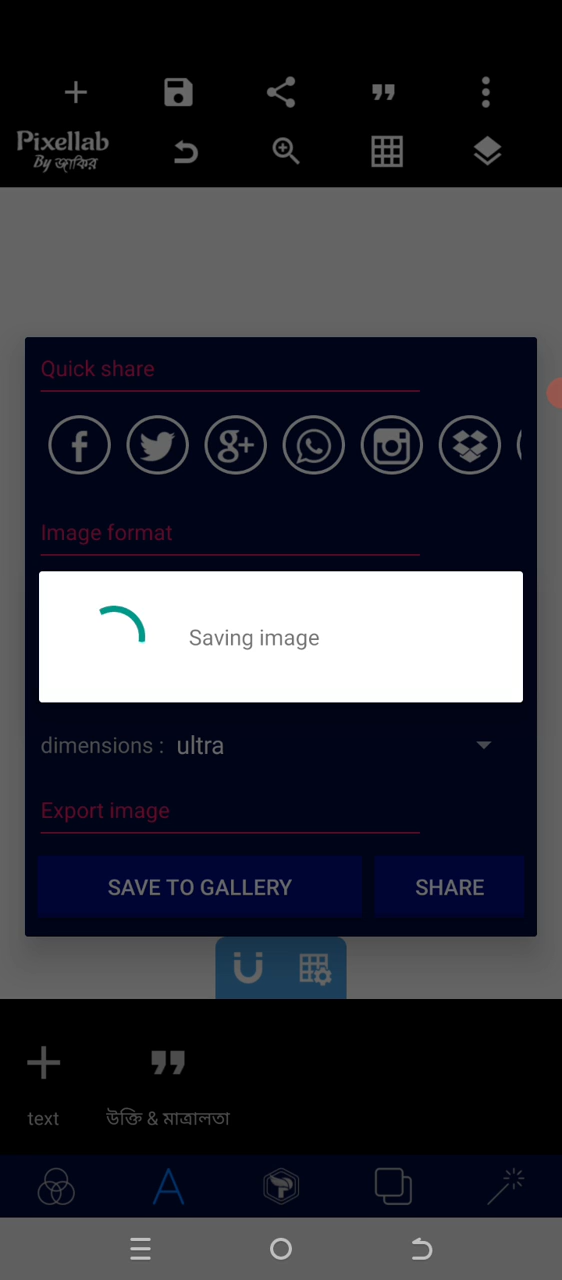 Pixellab
By জাকির
Quick share
Image format
Saving image
dimensions : ultra
Export image
SAVE TO GALLERY
SHARE
text
উক্তি & মাত্রালতা